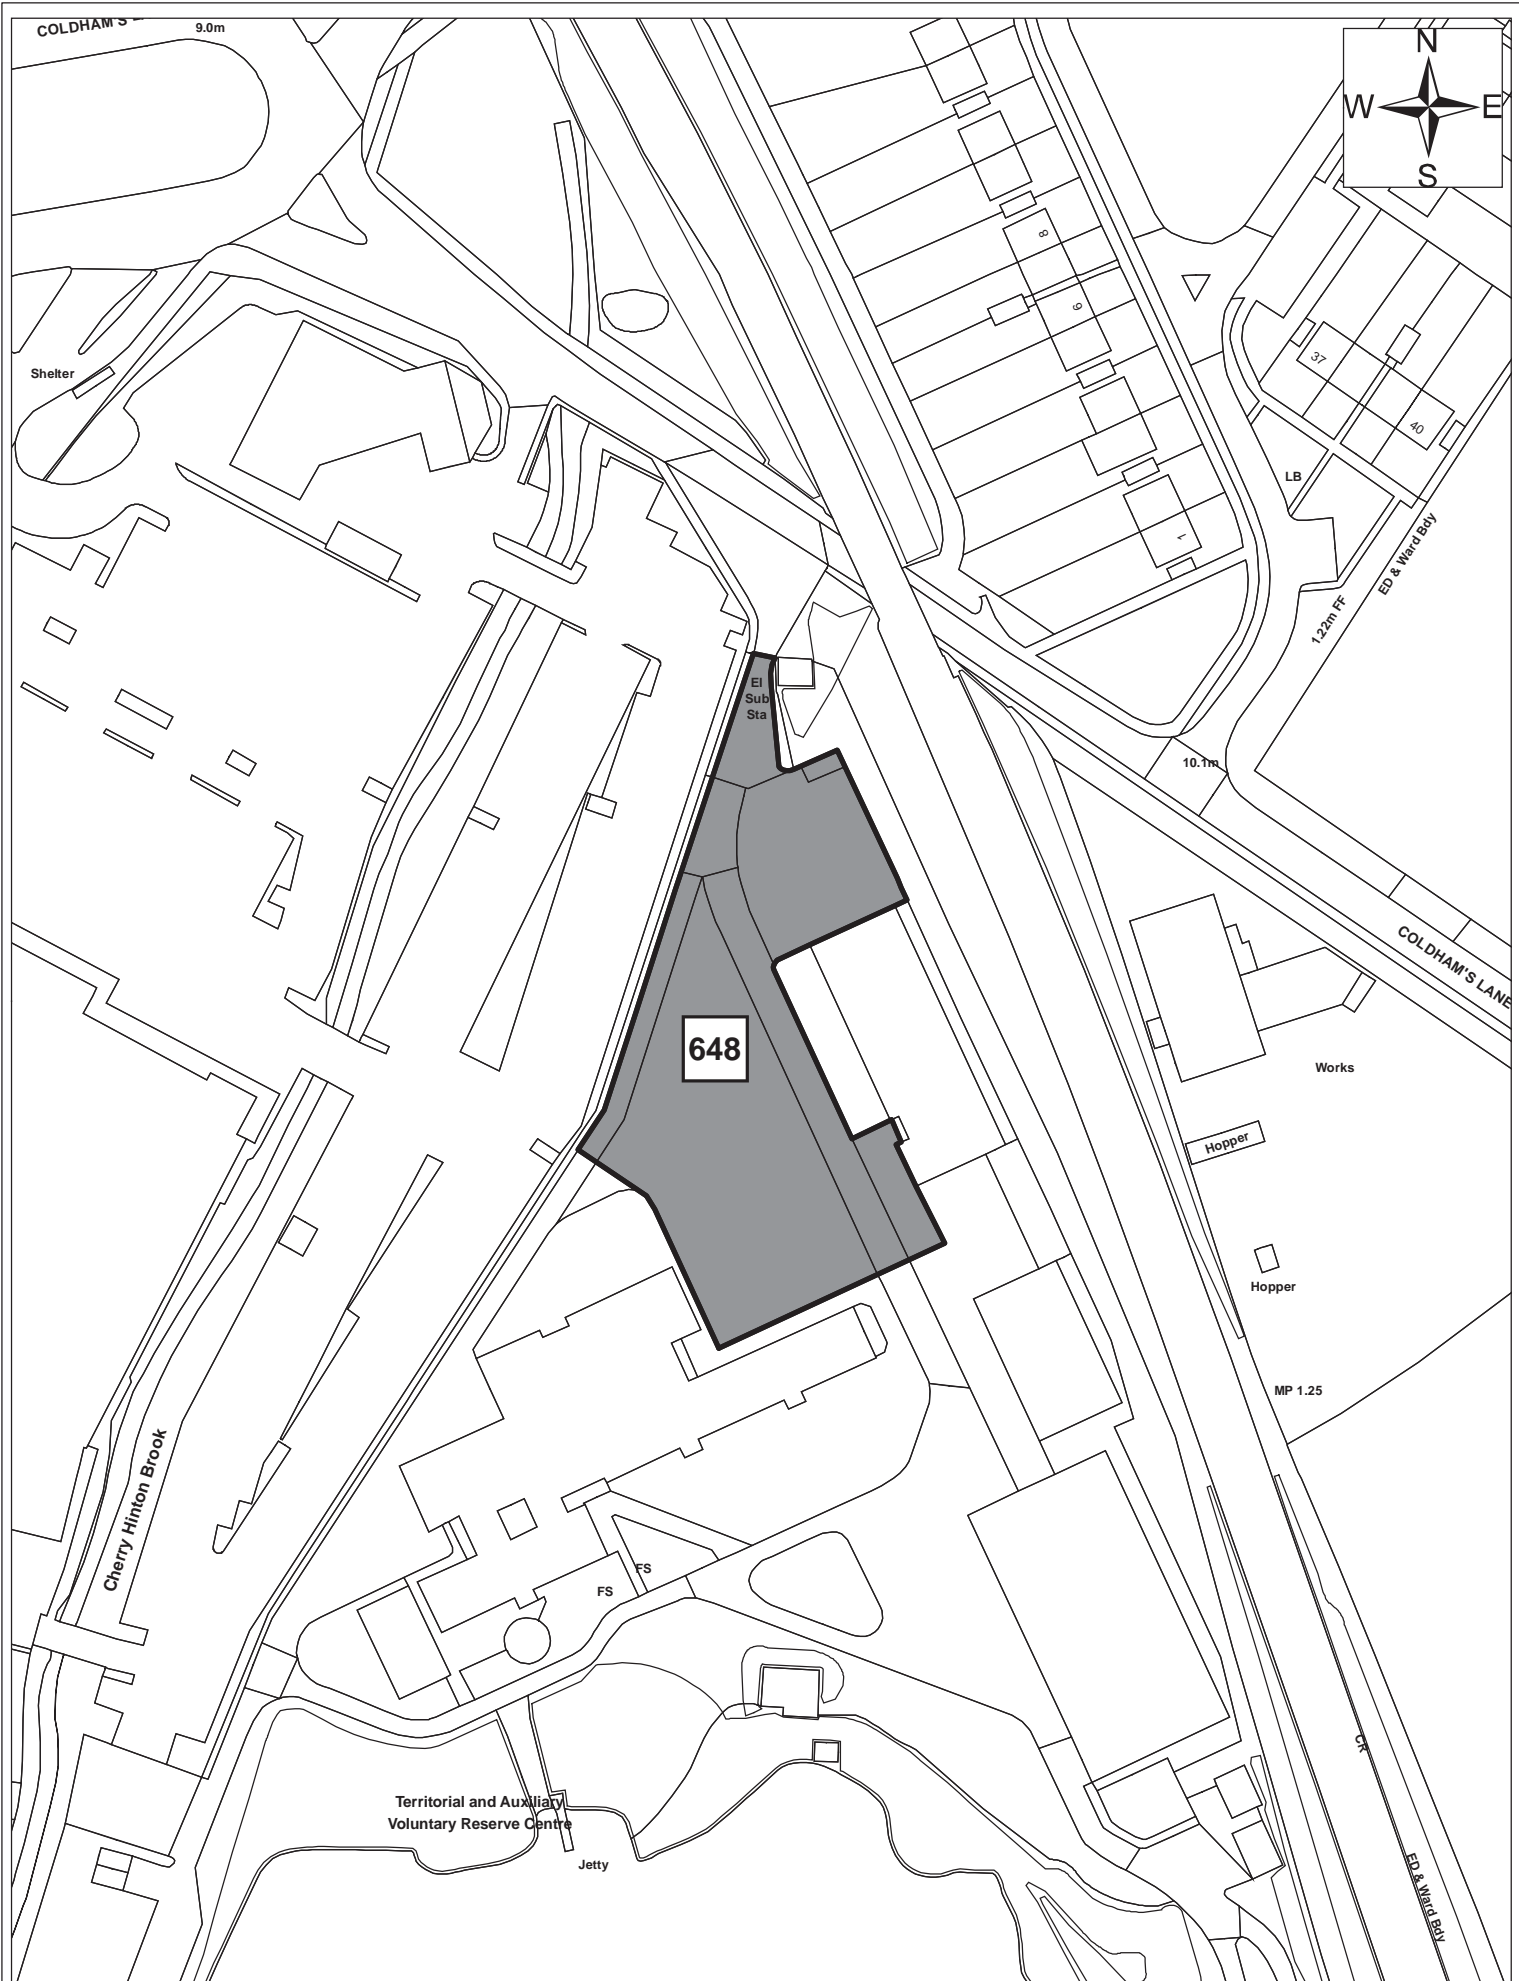 COLDHAM'S
9.0m
N
W
E
S
8
6
37
40
Shelter
LB
1
ED & Ward Bdy
1.22m FF
El
Sub
Sta
10.1m
COLDHAM'S LANE
648
Works
Hopper
Hopper
MP 1.25
Cherry Hinton Brook
FS
FS
CR
Territorial and Auxiliary
Voluntary Reserve Centre
Jetty
ED & Ward Bdy